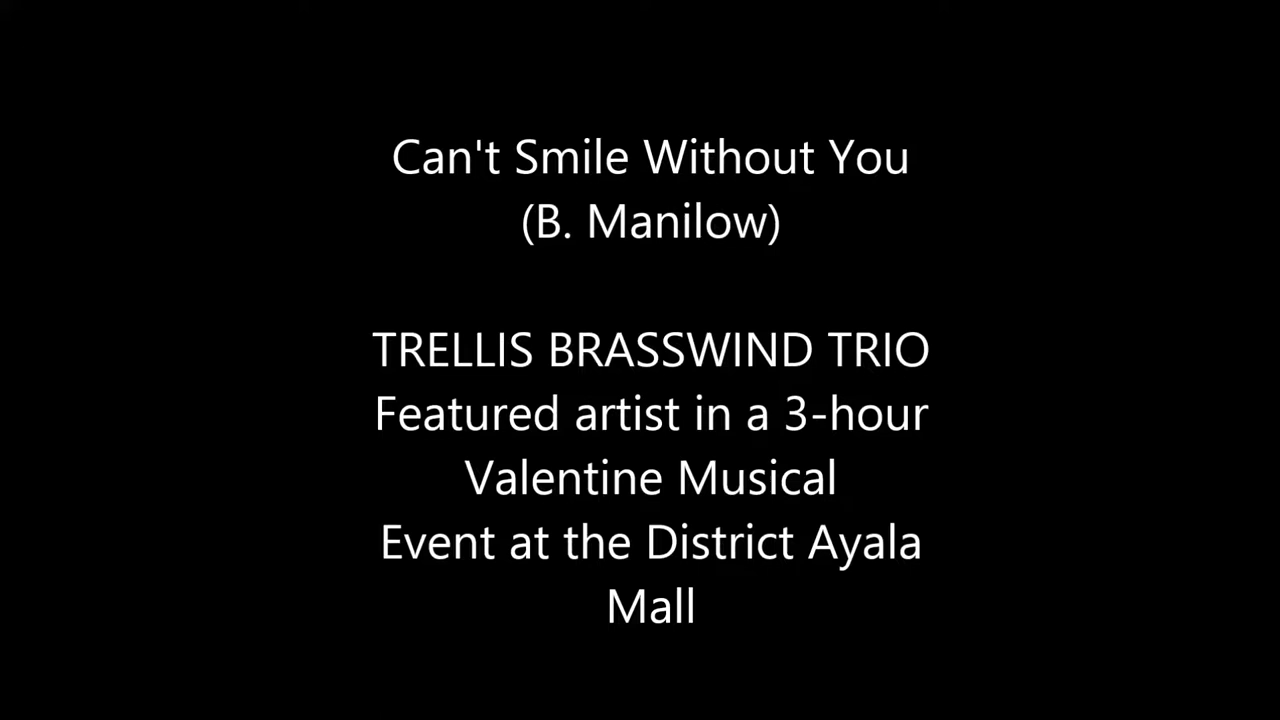 Can't Smile Without You
(B. Manilow)
TRELLIS BRASSWIND TRIO
Featured artist in a 3-hour
Valentine Musical
Event at the District Ayala
Mall